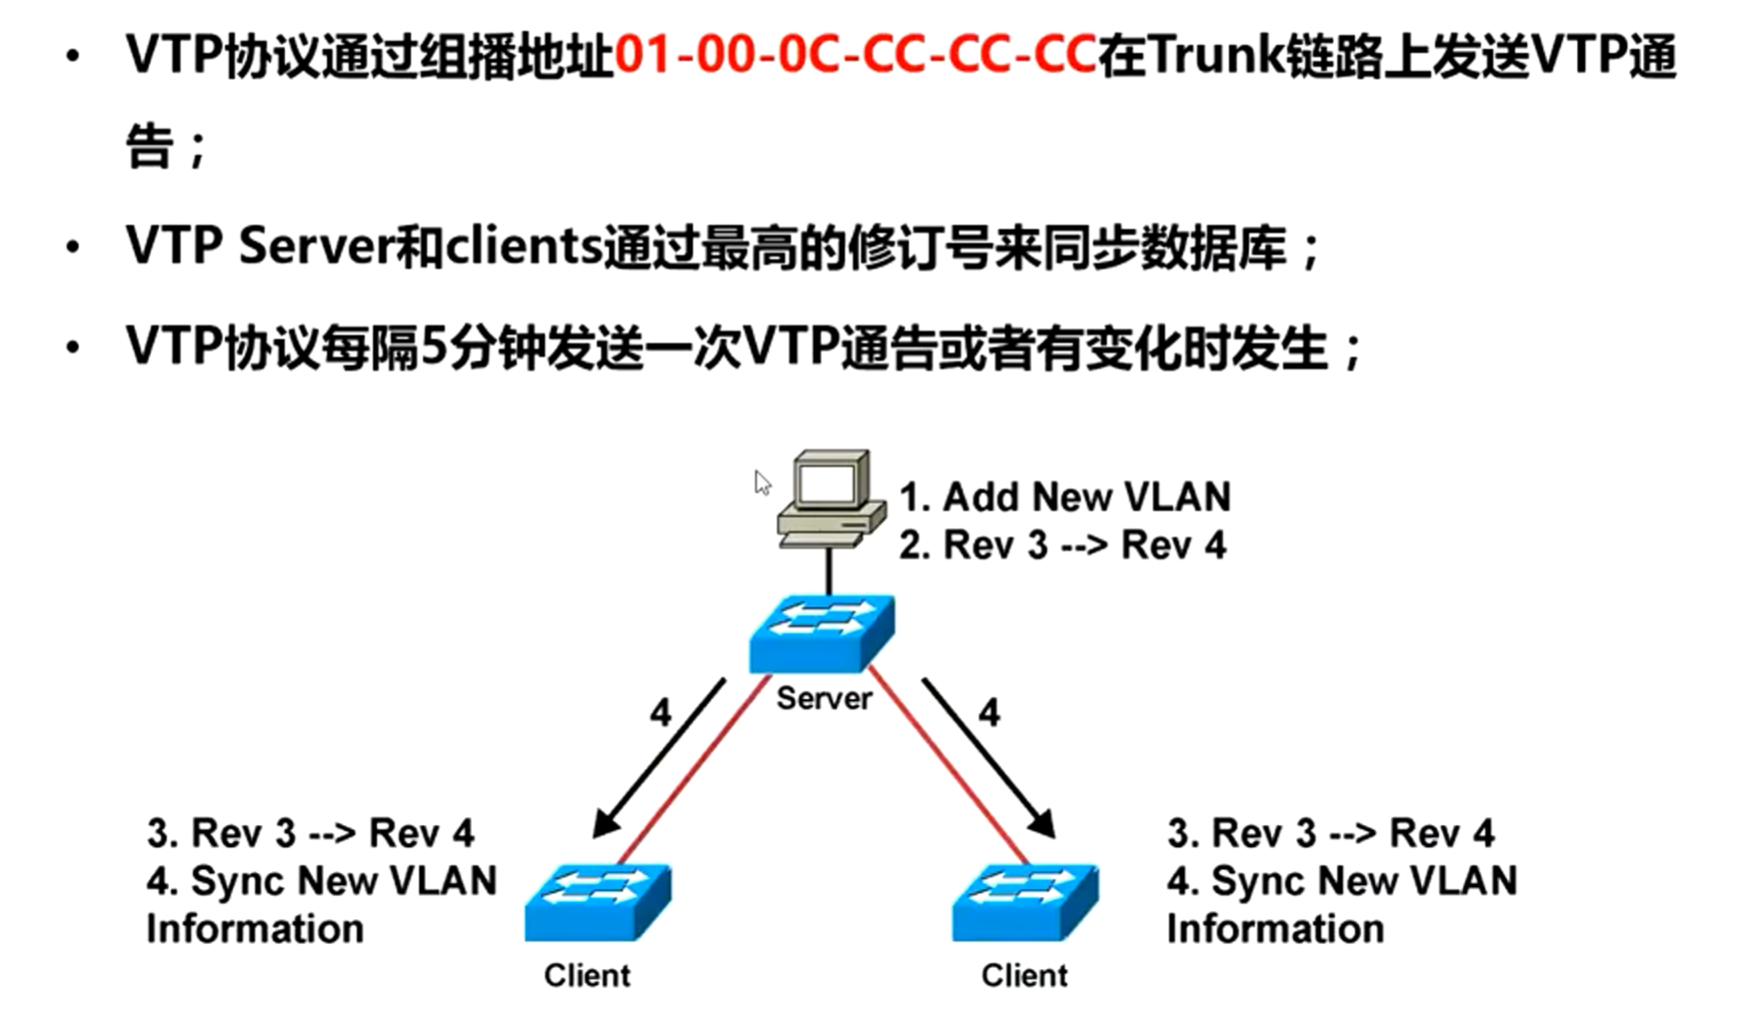 • VTP协议通过组播地址01-00-0C-CC-CC-CC在Trunk链路上发送VTP通
告；
• VTP Server和clients通过最高的修订号来同步数据库；
• VTP协议每隔5分钟发送一次VTP通告或者有变化时发生；
1. Add New VLAN
2. Rev 3 --> Rev 4
Server
4
4
3. Rev 3 --> Rev 4
4. Sync New VLAN
Information
Client
3. Rev 3 --> Rev 4
4. Sync New VLAN
Information
Client